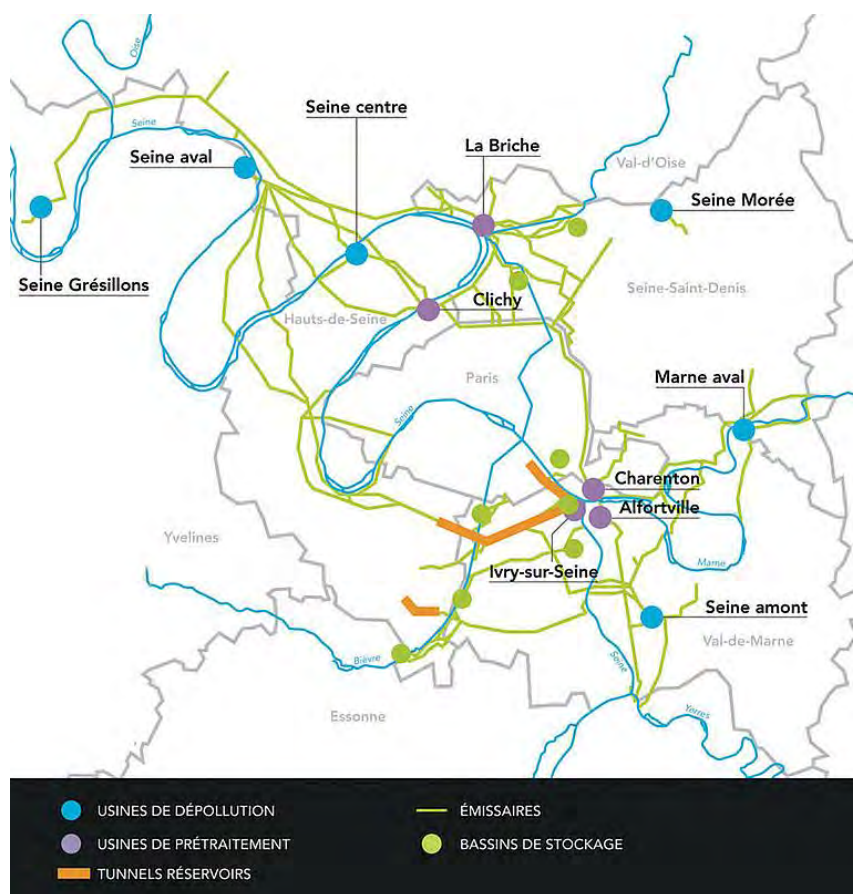 Oise
Seine centre
Seine
La Briche
Seine aval
Val-d'Oise
Seine Morée
Seine Grésillons
Seine-Saint-Denis
Clichy
Hauts-de-Seine
Paris
Marne aval
Seine
Charenton
Alfortville
Yvelines
Ivry-sur-Seine
Marne
Seine amont
Val-de-Marne
Bièvre
Seine
Essonne
Yerres
USINES DE DÉPOLLUTION
ÉMISSAIRES
USINES DE PRÉTRAITEMENT
BASSINS DE STOCKAGE
TUNNELS RÉSERVOIRS